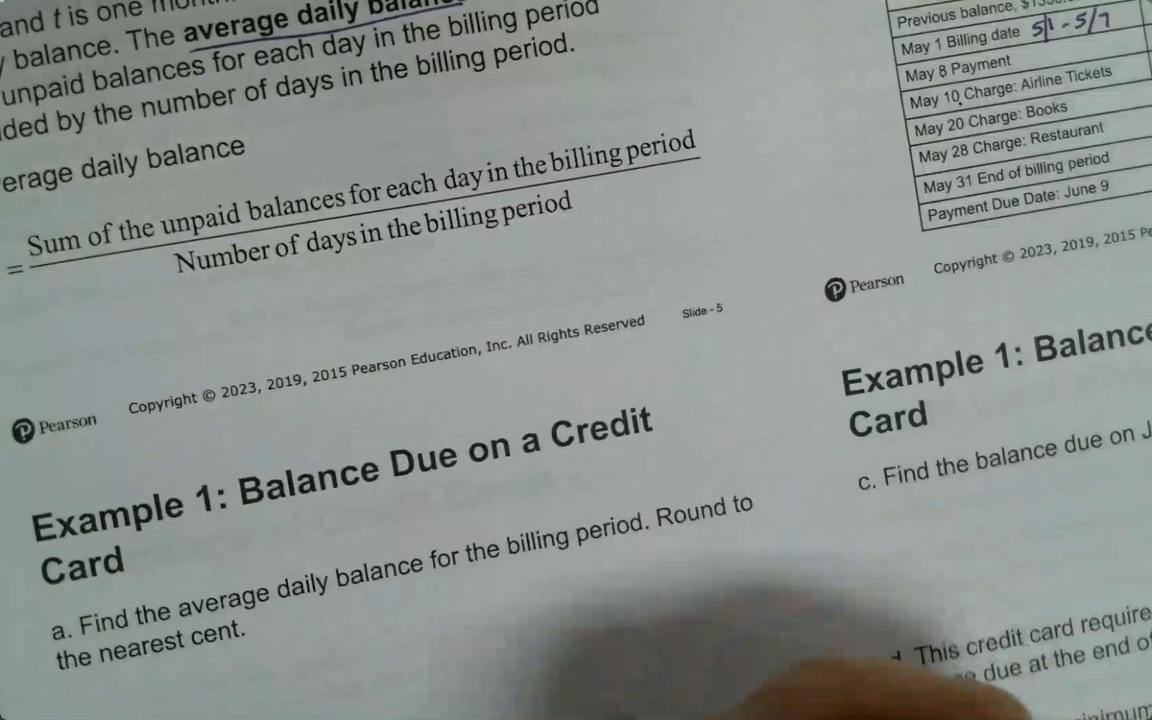 and t is one
balance. The average daily
unpaid balances for each day in the billing period
by the number of days in the billing period.
daily balance
= Sum of the unpaid balances for each day in the billing period
Number of days in the billing period
Copyright © 2023, 2019, 2015 Pearson Education, Inc. All Rights Reserved
Slide - 5
Pearson
Example 1: Balance Due on a Credit
Card
a. Find the average daily balance for the billing period. Round to
the nearest cent.
Previous balance,
May 1 Billing date 5/1 - 5/7
May 8 Payment
May 10 Charge: Airline Tickets
May 20 Charge: Books
May 28 Charge: Restaurant
May 31 End of billing period
Payment Due Date: June 9
Pearson
Copyright © 2023, 2019, 2015
Example 1: Balance
Card
c. Find the balance due on
This credit card require
due at the end